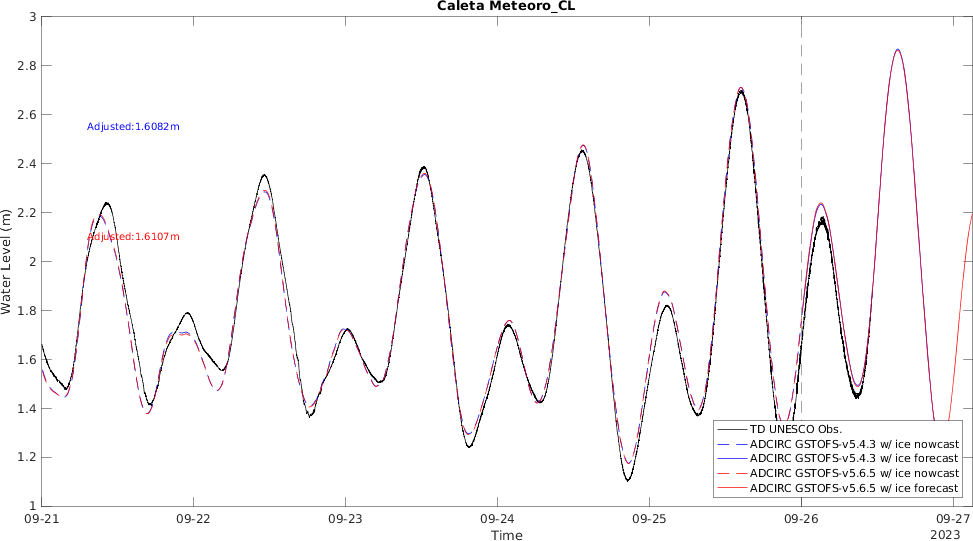 Caleta Meteoro_CL
3
2.8
2.6
2.4
2.2
2
1.8
1.6
1.4
1.2
1
Water Level (m)
Adjusted:1.6082m
Adjusted:1.6107m
TD UNESCO Obs.
ADCIRC GSTOFS-v5.4.3 w/ ice nowcast
ADCIRC GSTOFS-v5.4.3 w/ ice forecast
ADCIRC GSTOFS-v5.6.5 w/ ice nowcast
ADCIRC GSTOFS-v5.6.5 w/ ice forecast
09-21 09-22 09-23 09-24 09-25 09-26 09-27
Time
2023